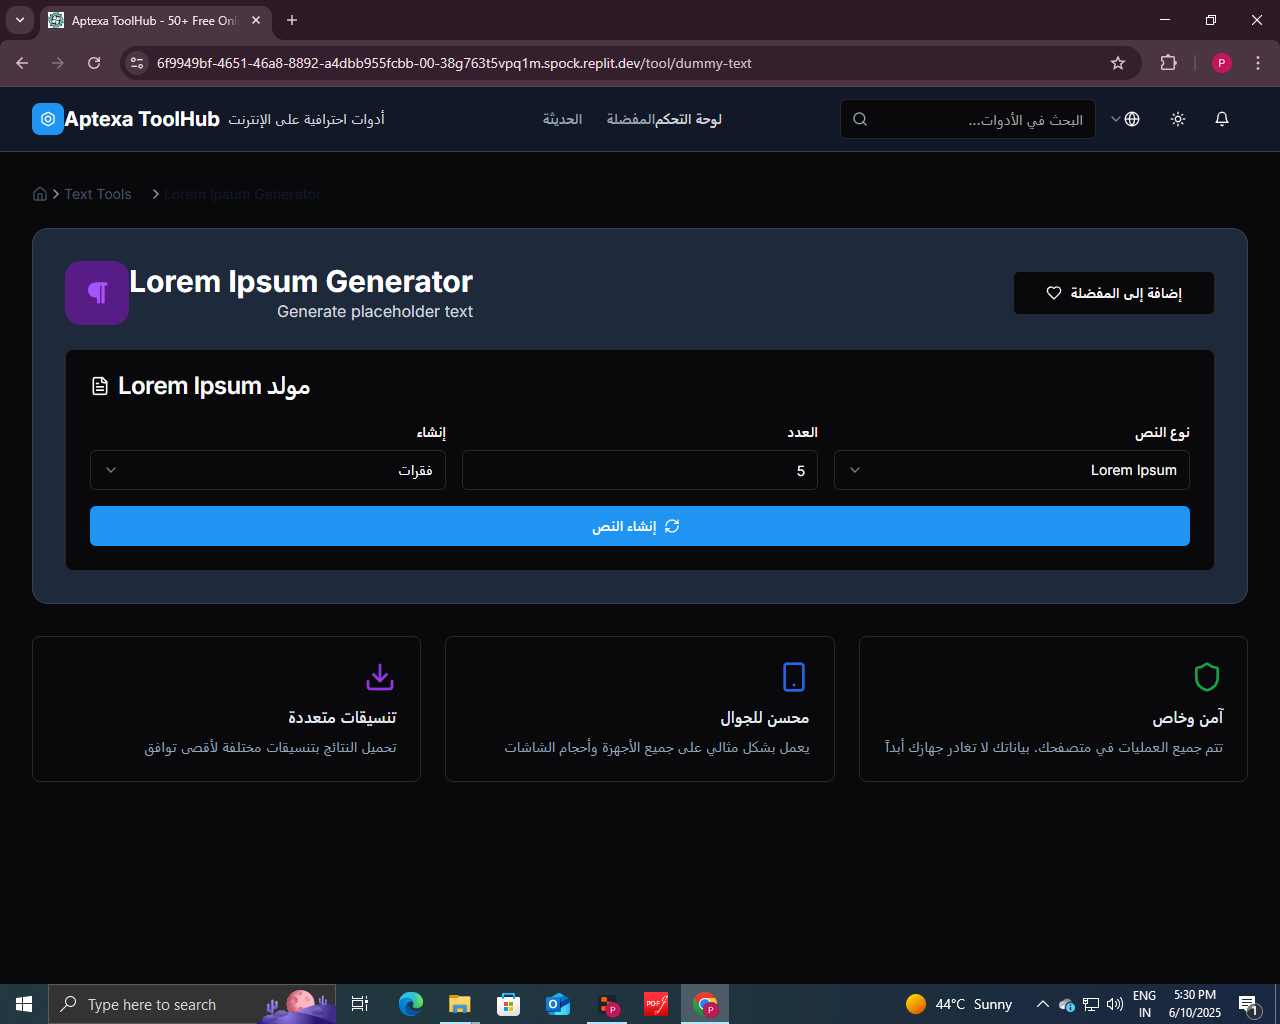 Aptexa ToolHub - 50+ Free Onl
6f9949bf-4651-46a8-8892-a4dbb955fcbb-00-38g763t5vpq1m.spock.replit.dev/tool/dummy-text
P
Aptexa ToolHub
أدوات احترافية على الإنترنت
لوحة التحكم
المفضلة
الحديثة
البحث في الأدوات...
Text Tools
Lorem Ipsum Generator
Lorem Ipsum Generator
Generate placeholder text
إضافة إلى المفضلة
مولد Lorem Ipsum
نوع النص
العدد
إنشاء
Lorem Ipsum
5
فقرات
إنشاء النص
آمن وخاص
تتم جميع العمليات في متصفحك. بياناتك لا تغادر جهازك أبداً
محسن للجوال
يعمل بشكل مثالي على جميع الأجهزة وأحجام الشاشات
تنسيقات متعددة
تحميل النتائج بتنسيقات مختلفة لأقصى توافق
Type here to search
P
PDF
P
44°C Sunny
ENG
IN
5:30 PM
6/10/2025
1